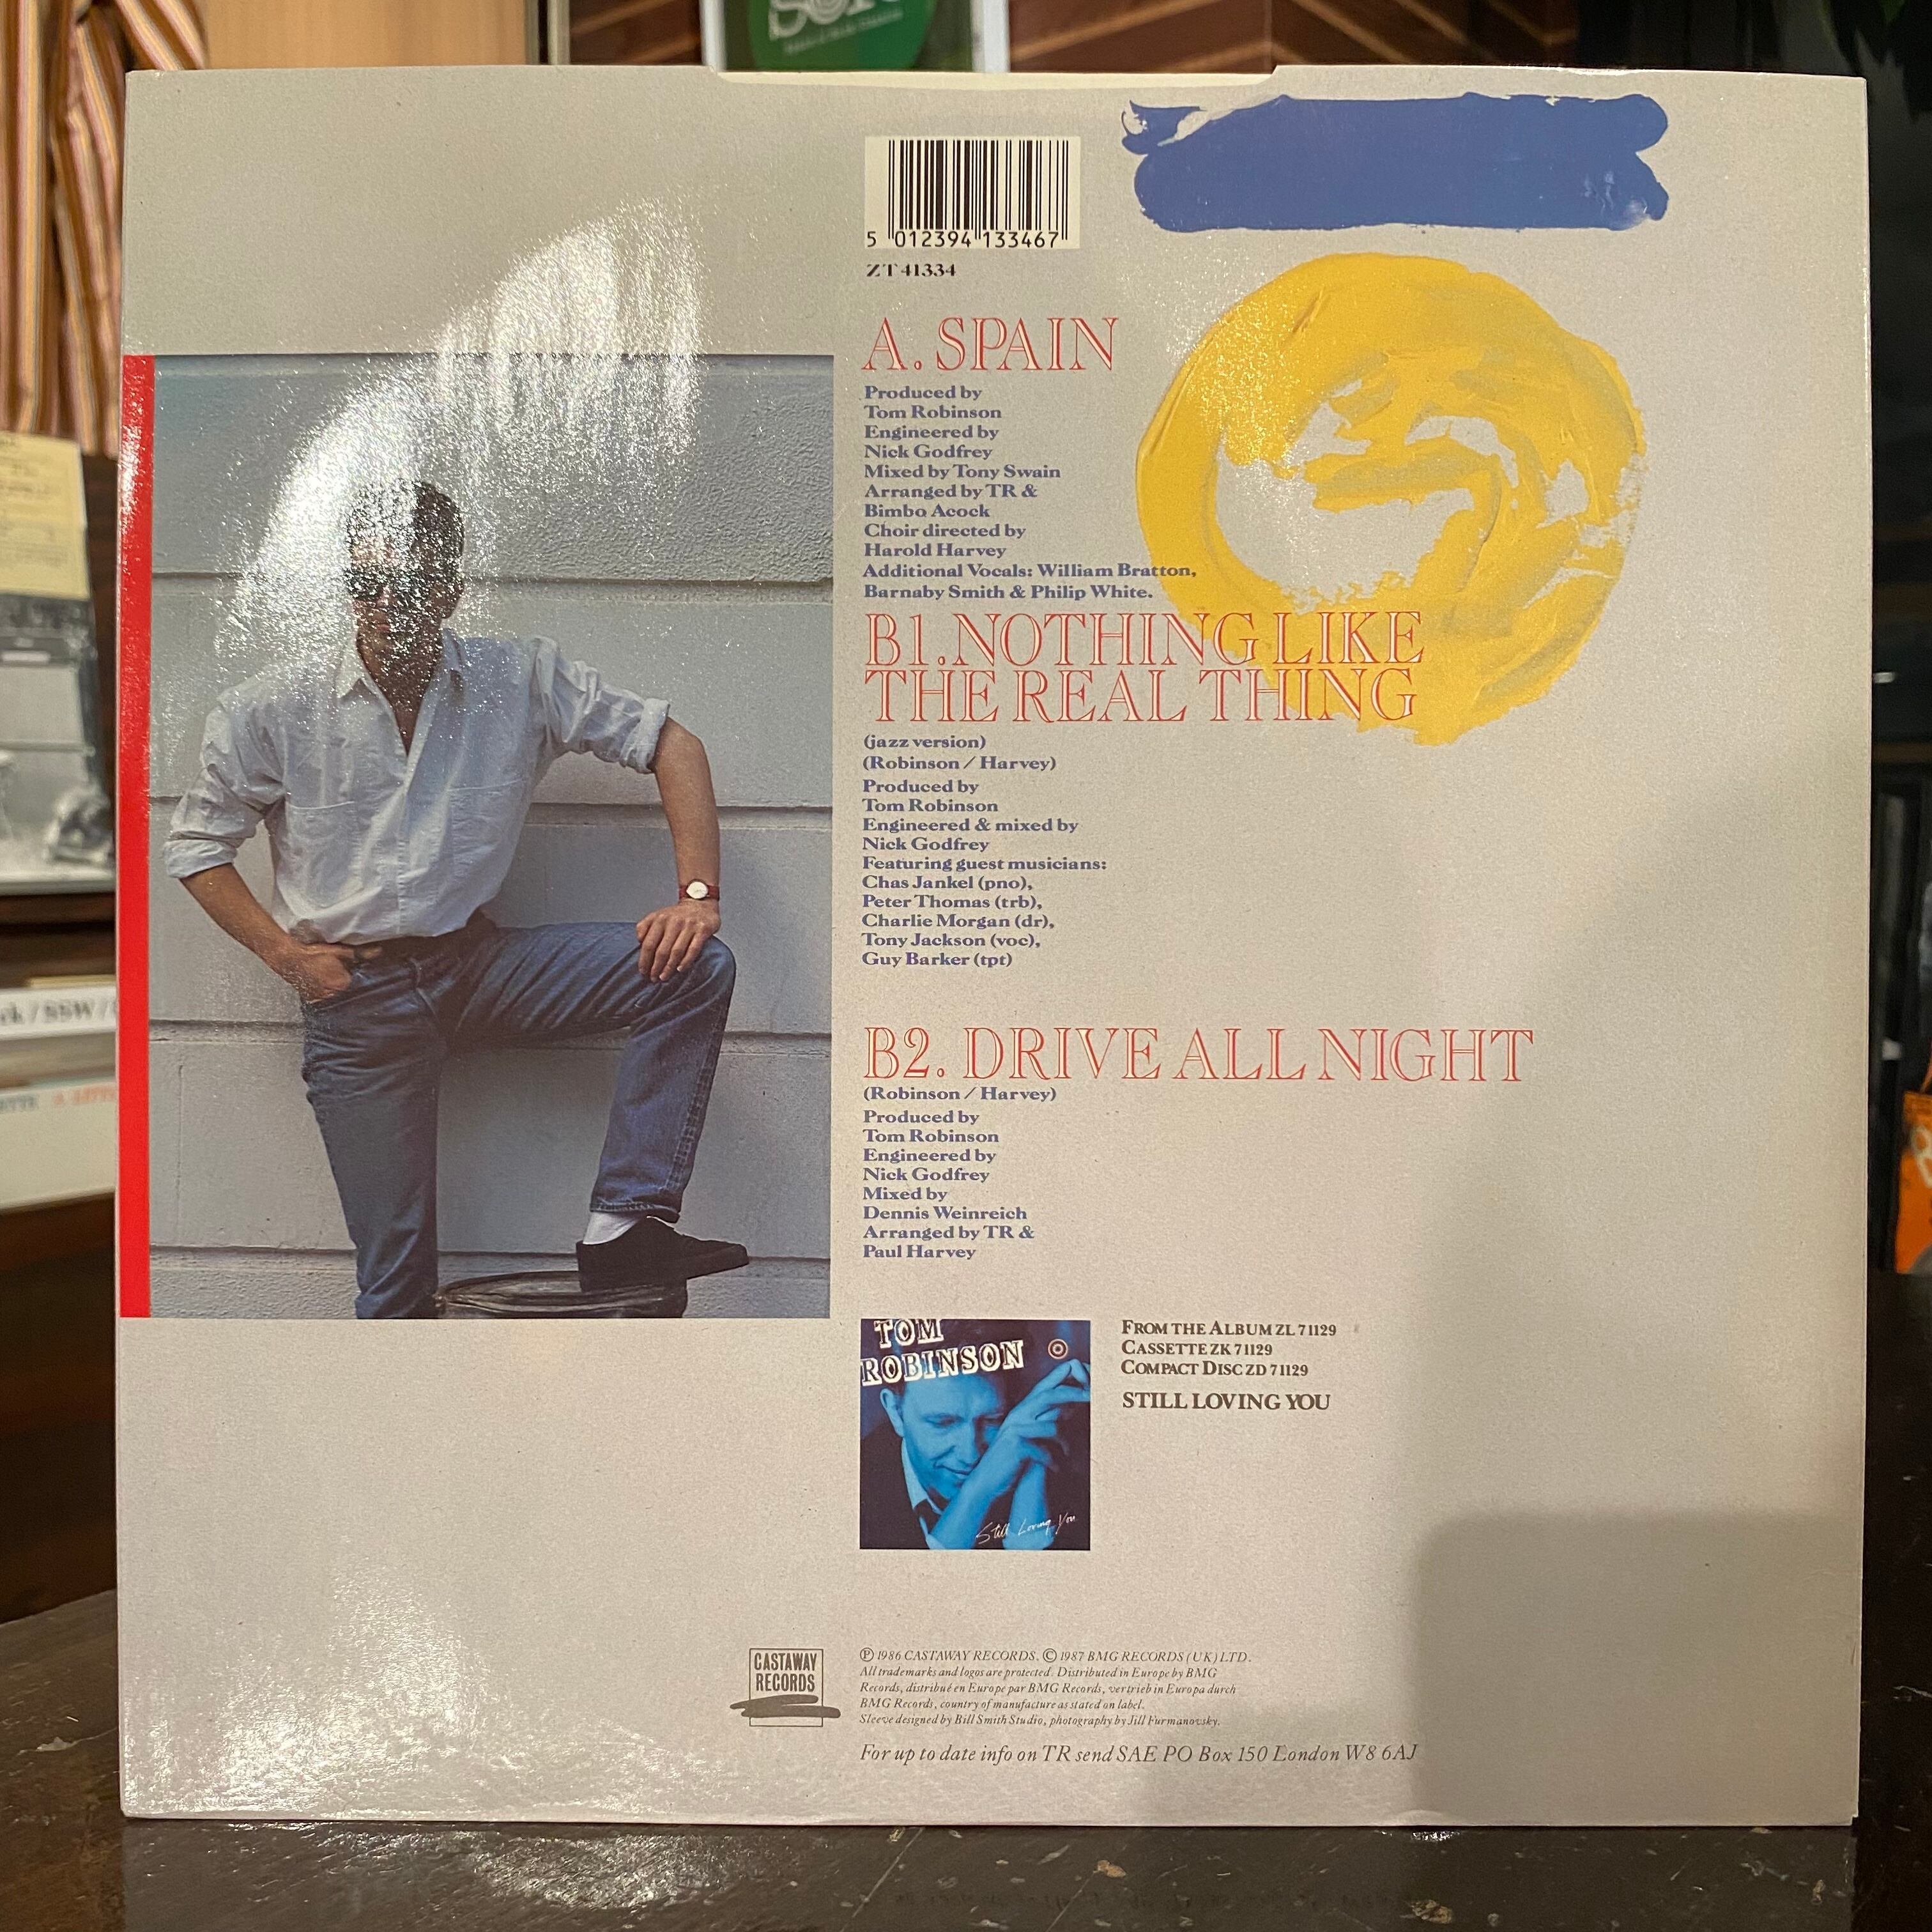 5 012394 133467
ZT 41334
A. SPAIN
Produced by
Tom Robinson
Engineered by
Nick Godfrey
Mixed by Tony Swain
Arranged by TR &
Bimbo Acock
Choir directed by
Harold Harvey
Additional Vocals: William Bratton,
Barnaby Smith & Philip White.
B1. NOTHING LIKE
THE REAL THING
(jazz version)
(Robinson / Harvey)
Produced by
Tom Robinson
Engineered & mixed by
Nick Godfrey
Featuring guest musicians:
Chas Jankel (pno),
Peter Thomas (trb),
Charlie Morgan (dr),
Tony Jackson (voc),
Guy Barker (tpt)
B2. DRIVE ALL NIGHT
(Robinson / Harvey)
Produced by
Tom Robinson
Engineered by
Nick Godfrey
Mixed by
Dennis Weinreich
Arranged by TR &
Paul Harvey
TOM
ROBINSON
Still Loving You
FROM THE ALBUM ZL 71129
CASSETTE ZK 71129
COMPACT DISC ZD 71129
STILL LOVING YOU
CASTAWAY
RECORDS
℗ 1986 CASTAWAY RECORDS. © 1987 BMG RECORDS (UK) LTD.
All trademarks and logos are protected. Distributed in Europe by BMG
Records, distribué en Europe par BMG Records, vertrieb in Europa durch
BMG Records, country of manufacture as stated on label.
Sleeve designed by Bill Smith Studio, photography by Jill Furmanovsky.
For up to date info on TR send SAE PO Box 150 London W8 6AJ
/ SSW /